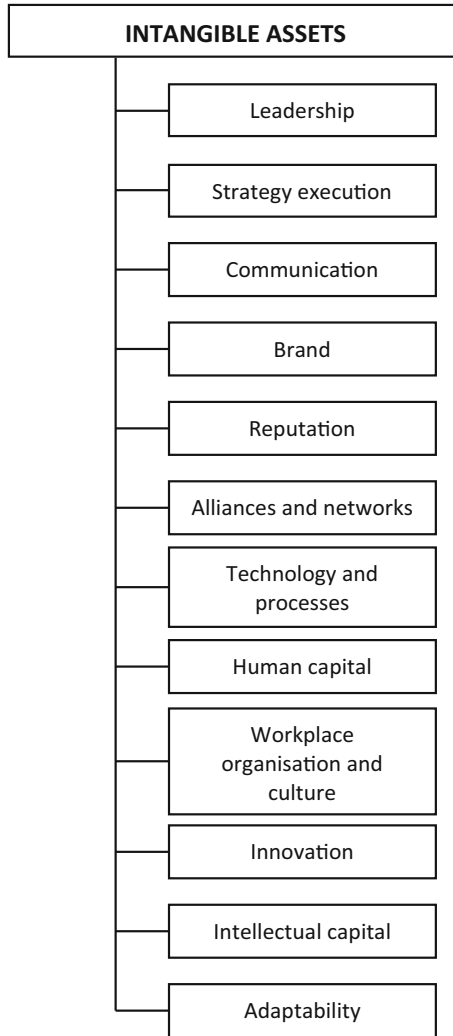 INTANGIBLE ASSETS
Leadership
Strategy execution
Communication
Brand
Reputation
Alliances and networks
Technology and
processes
Human capital
Workplace
organisation and
culture
Innovation
Intellectual capital
Adaptability